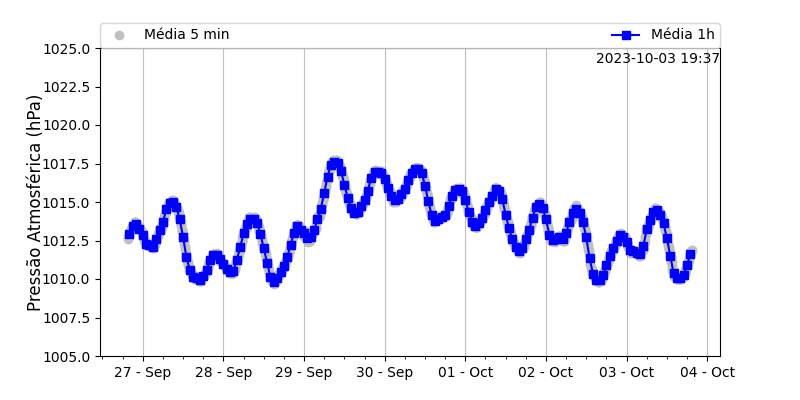 Média 5 min
Média 1h
2023-10-03 19:37
Pressão Atmosférica (hPa)
1025.0
1022.5
1020.0
1017.5
1015.0
1012.5
1010.0
1007.5
1005.0
27 - Sep
28 - Sep
29 - Sep
30 - Sep
01 - Oct
02 - Oct
03 - Oct
04 - Oct